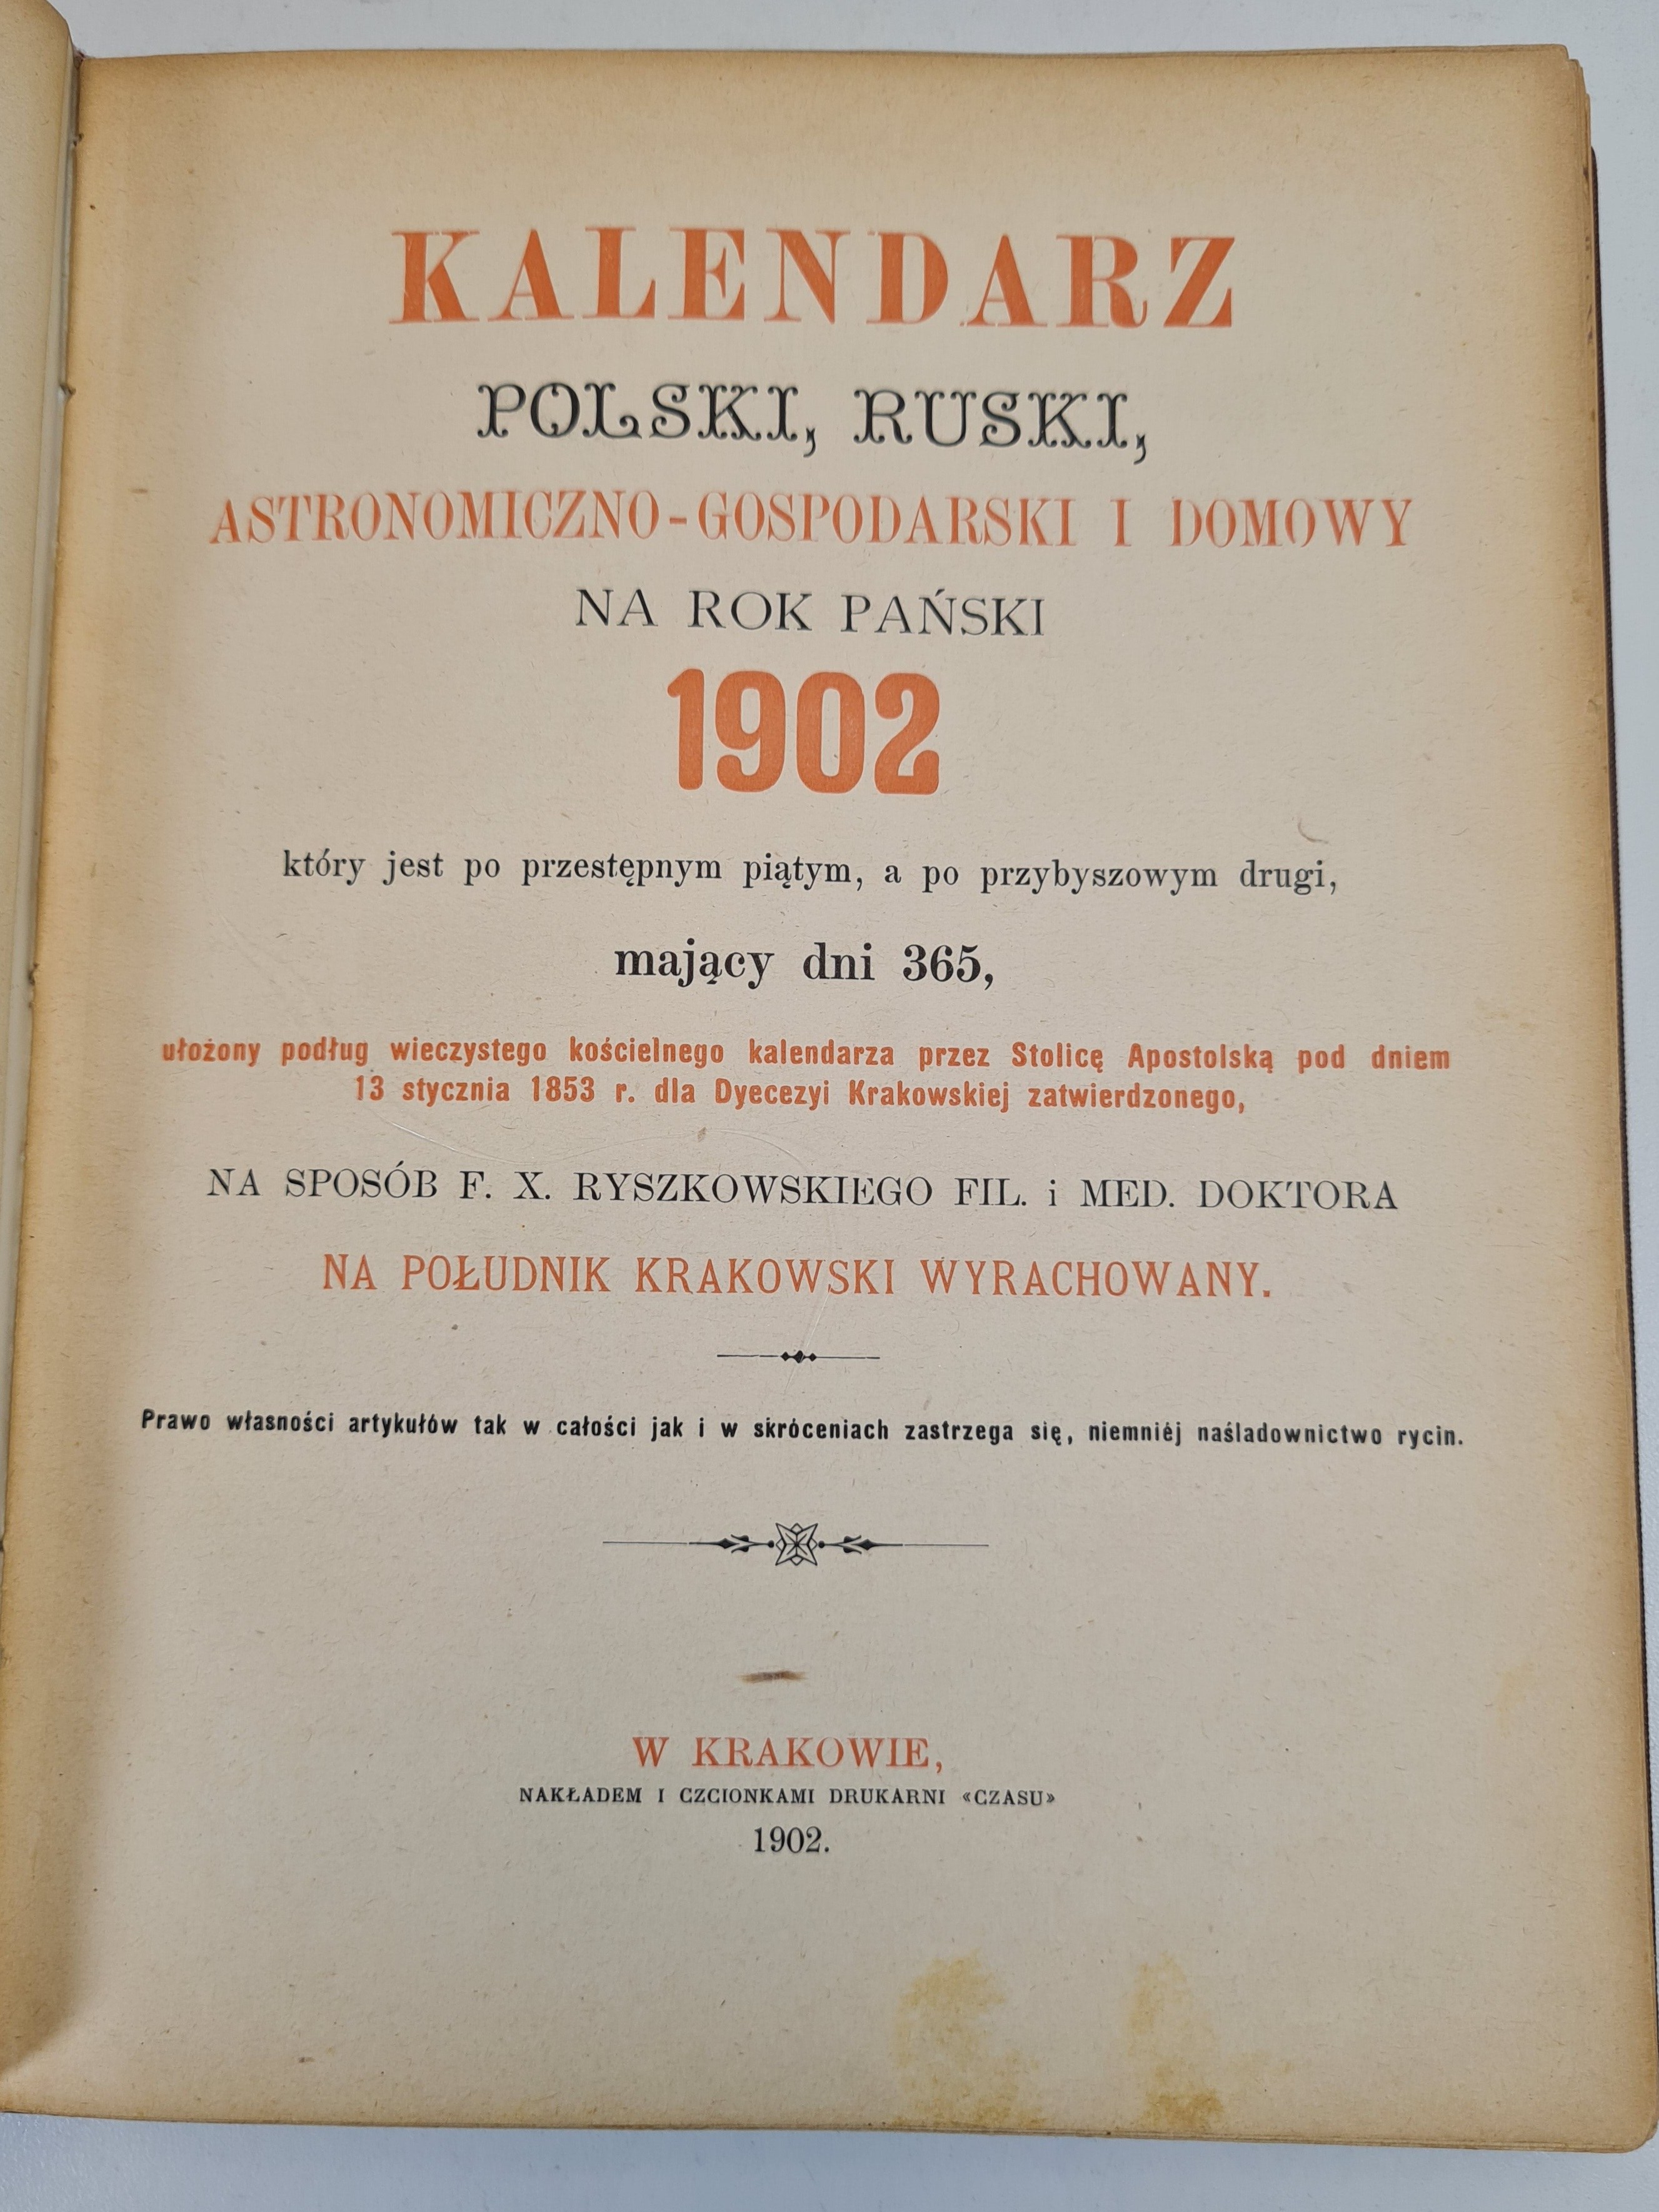 KALENDARZ
POLSKI, RUSKI,
ASTRONOMICZNO-GOSPODARSKI I DOMOWY
NA ROK PAŃSKI
1902
który jest po przestępnym piątym, a po przybyszowym drugi,
mający dni 365,
ułożony podług wieczystego kościelnego kalendarza przez Stolicę Apostolską pod dniem
13 stycznia 1853 r. dla Dyecezyi Krakowskiej zatwierdzonego,
NA SPOSÓB F. X. RYSZKOWSKIEGO FIL. i MED. DOKTORA
NA POŁUDNIK KRAKOWSKI WYRACHOWANY.
Prawo własności artykułów tak w całości jak i w skróceniach zastrzega się, niemniéj naśladownictwo rycin.
W KRAKOWIE,
NAKŁADEM I CZCIONKAMI DRUKARNI «CZASU»
1902.